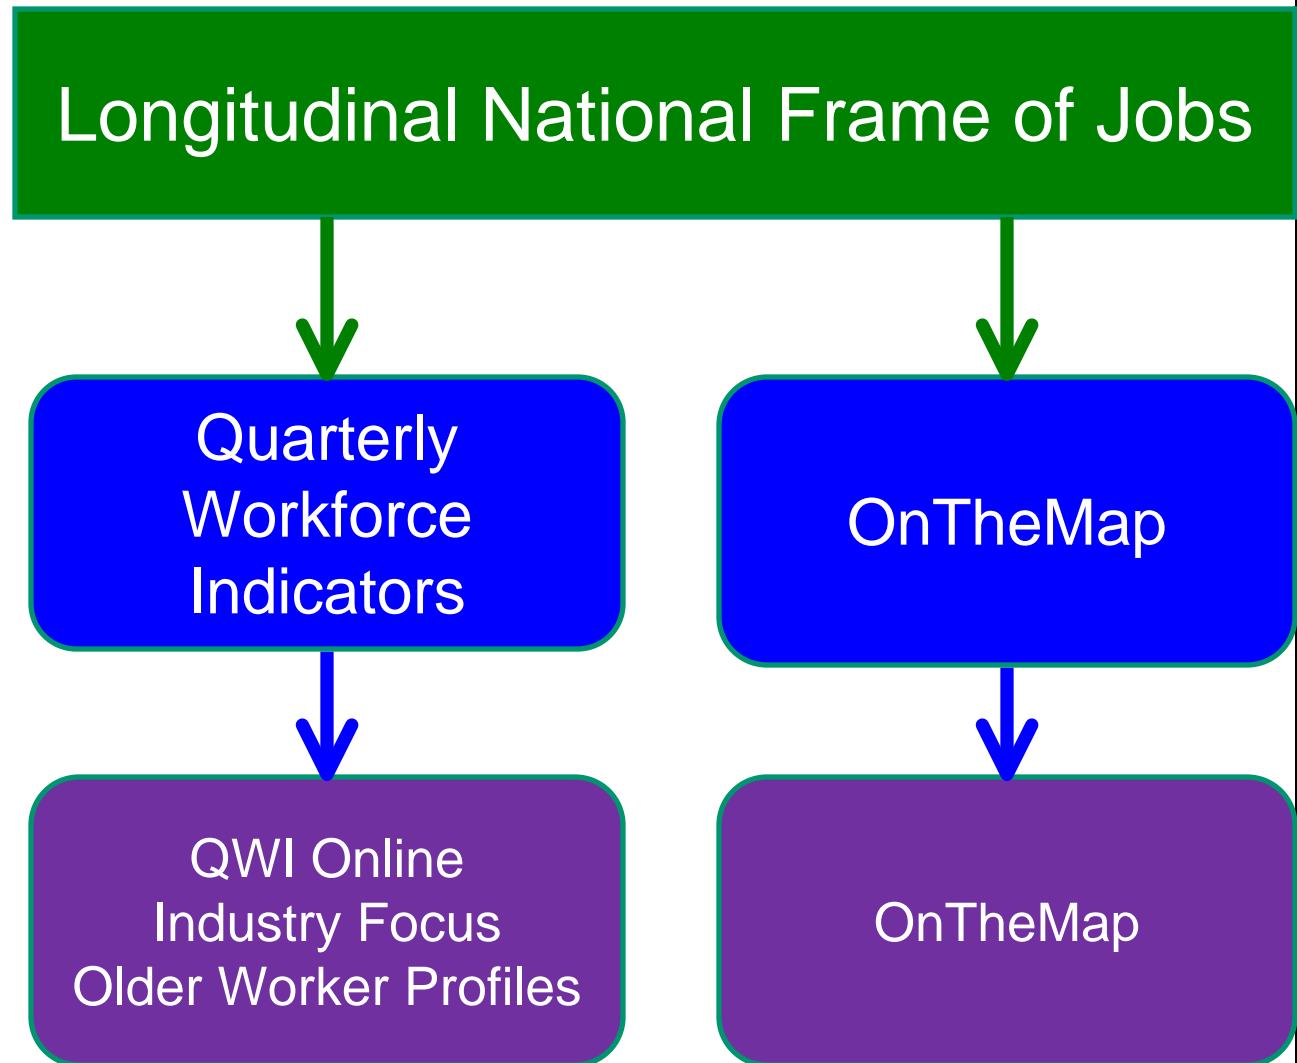 Longitudinal National Frame of Jobs
Quarterly
Workforce
Indicators
OnTheMap
QWI Online
Industry Focus
Older Worker Profiles
OnTheMap